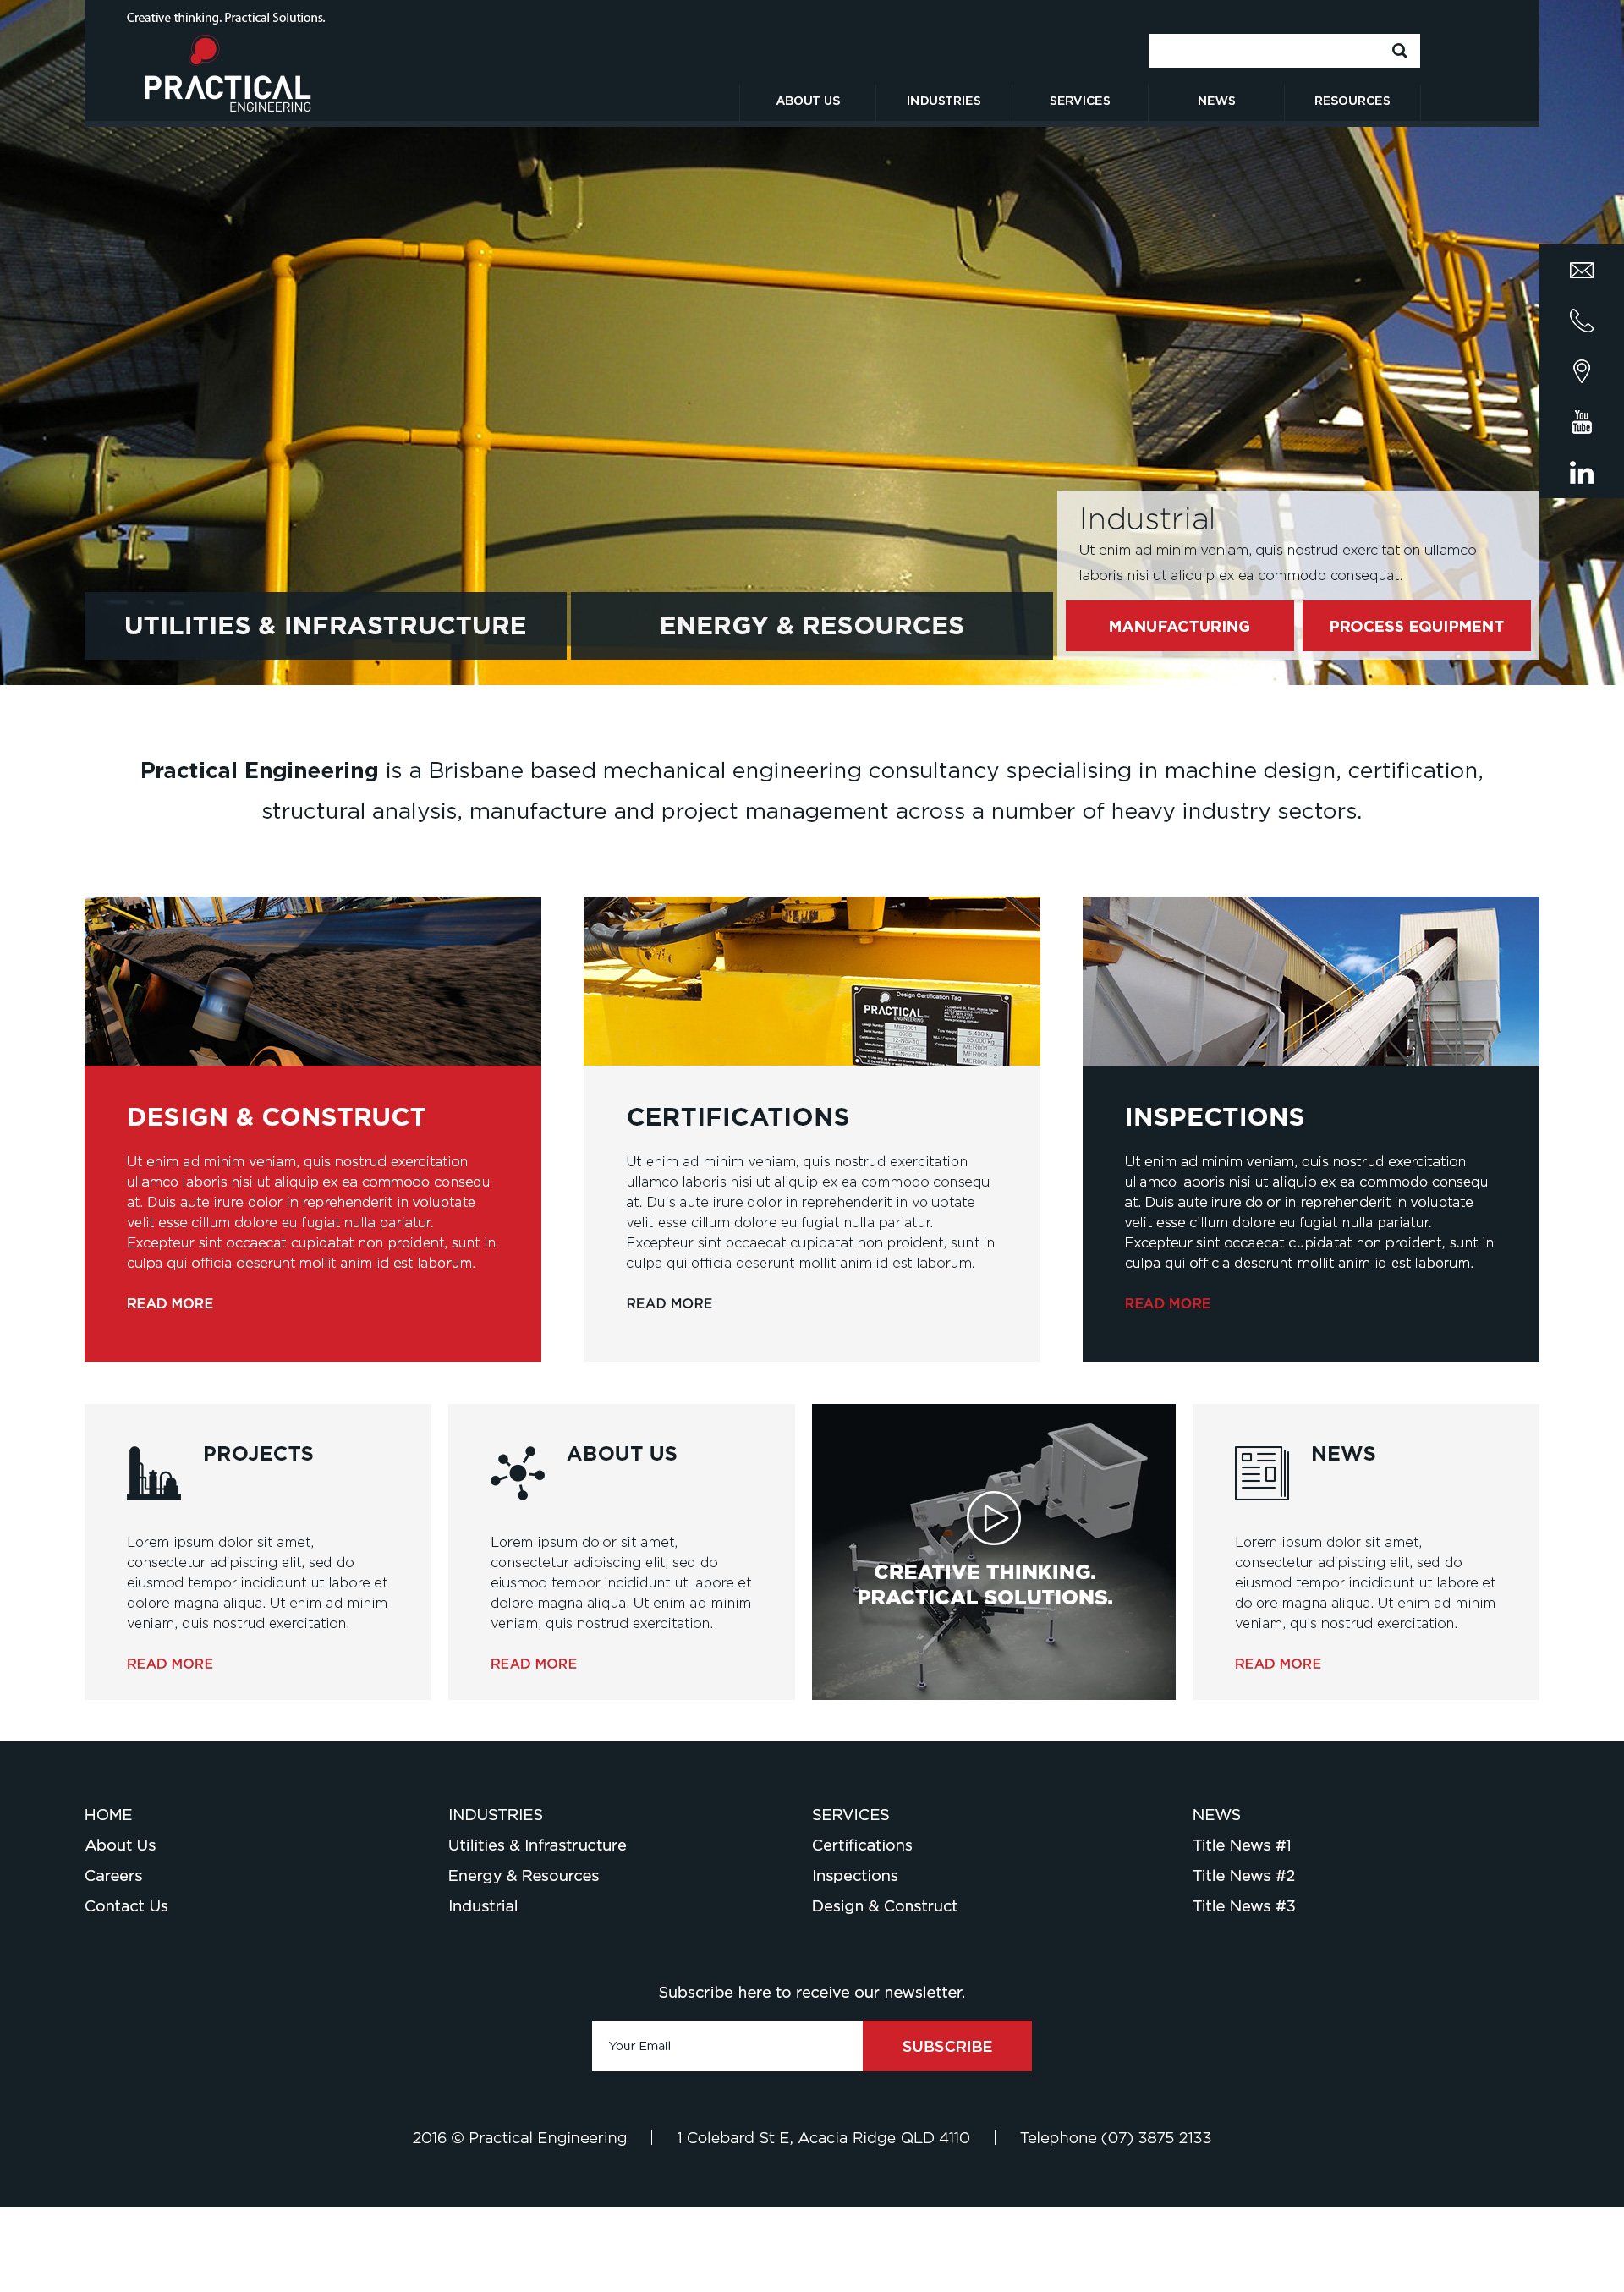 Creative thinking. Practical Solutions.
PRACTICAL
ENGINEERING
ABOUT US
INDUSTRIES
SERVICES
NEWS
RESOURCES
You
Tube
in
Industrial
Ut enim ad minim veniam, quis nostrud exercitation ullamco
laboris nisi ut aliquip ex ea commodo consequat.
UTILITIES & INFRASTRUCTURE
ENERGY & RESOURCES
MANUFACTURING
PROCESS EQUIPMENT
Practical Engineering is a Brisbane based mechanical engineering consultancy specialising in machine design, certification,
structural analysis, manufacture and project management across a number of heavy industry sectors.
Design Certification Tag
PRACTICAL
DESIGN & CONSTRUCT
Ut enim ad minim veniam, quis nostrud exercitation
ullamco laboris nisi ut aliquip ex ea commodo consequ
at. Duis aute irure dolor in reprehenderit in voluptate
velit esse cillum dolore eu fugiat nulla pariatur.
Excepteur sint occaecat cupidatat non proident, sunt in
culpa qui officia deserunt mollit anim id est laborum.
READ MORE
CERTIFICATIONS
Ut enim ad minim veniam, quis nostrud exercitation
ullamco laboris nisi ut aliquip ex ea commodo consequ
at. Duis aute irure dolor in reprehenderit in voluptate
velit esse cillum dolore eu fugiat nulla pariatur.
Excepteur sint occaecat cupidatat non proident, sunt in
culpa qui officia deserunt mollit anim id est laborum.
READ MORE
INSPECTIONS
Ut enim ad minim veniam, quis nostrud exercitation
ullamco laboris nisi ut aliquip ex ea commodo consequ
at. Duis aute irure dolor in reprehenderit in voluptate
velit esse cillum dolore eu fugiat nulla pariatur.
Excepteur sint occaecat cupidatat non proident, sunt in
culpa qui officia deserunt mollit anim id est laborum.
READ MORE
PROJECTS
Lorem ipsum dolor sit amet,
consectetur adipiscing elit, sed do
eiusmod tempor incididunt ut labore et
dolore magna aliqua. Ut enim ad minim
veniam, quis nostrud exercitation.
READ MORE
ABOUT US
Lorem ipsum dolor sit amet,
consectetur adipiscing elit, sed do
eiusmod tempor incididunt ut labore et
dolore magna aliqua. Ut enim ad minim
veniam, quis nostrud exercitation.
READ MORE
CREATIVE THINKING.
PRACTICAL SOLUTIONS.
NEWS
Lorem ipsum dolor sit amet,
consectetur adipiscing elit, sed do
eiusmod tempor incididunt ut labore et
dolore magna aliqua. Ut enim ad minim
veniam, quis nostrud exercitation.
READ MORE
HOME
About Us
Careers
Contact Us
INDUSTRIES
Utilities & Infrastructure
Energy & Resources
Industrial
SERVICES
Certifications
Inspections
Design & Construct
NEWS
Title News #1
Title News #2
Title News #3
Subscribe here to receive our newsletter.
Your Email
SUBSCRIBE
2016 © Practical Engineering | 1 Colebard St E, Acacia Ridge QLD 4110 | Telephone (07) 3875 2133